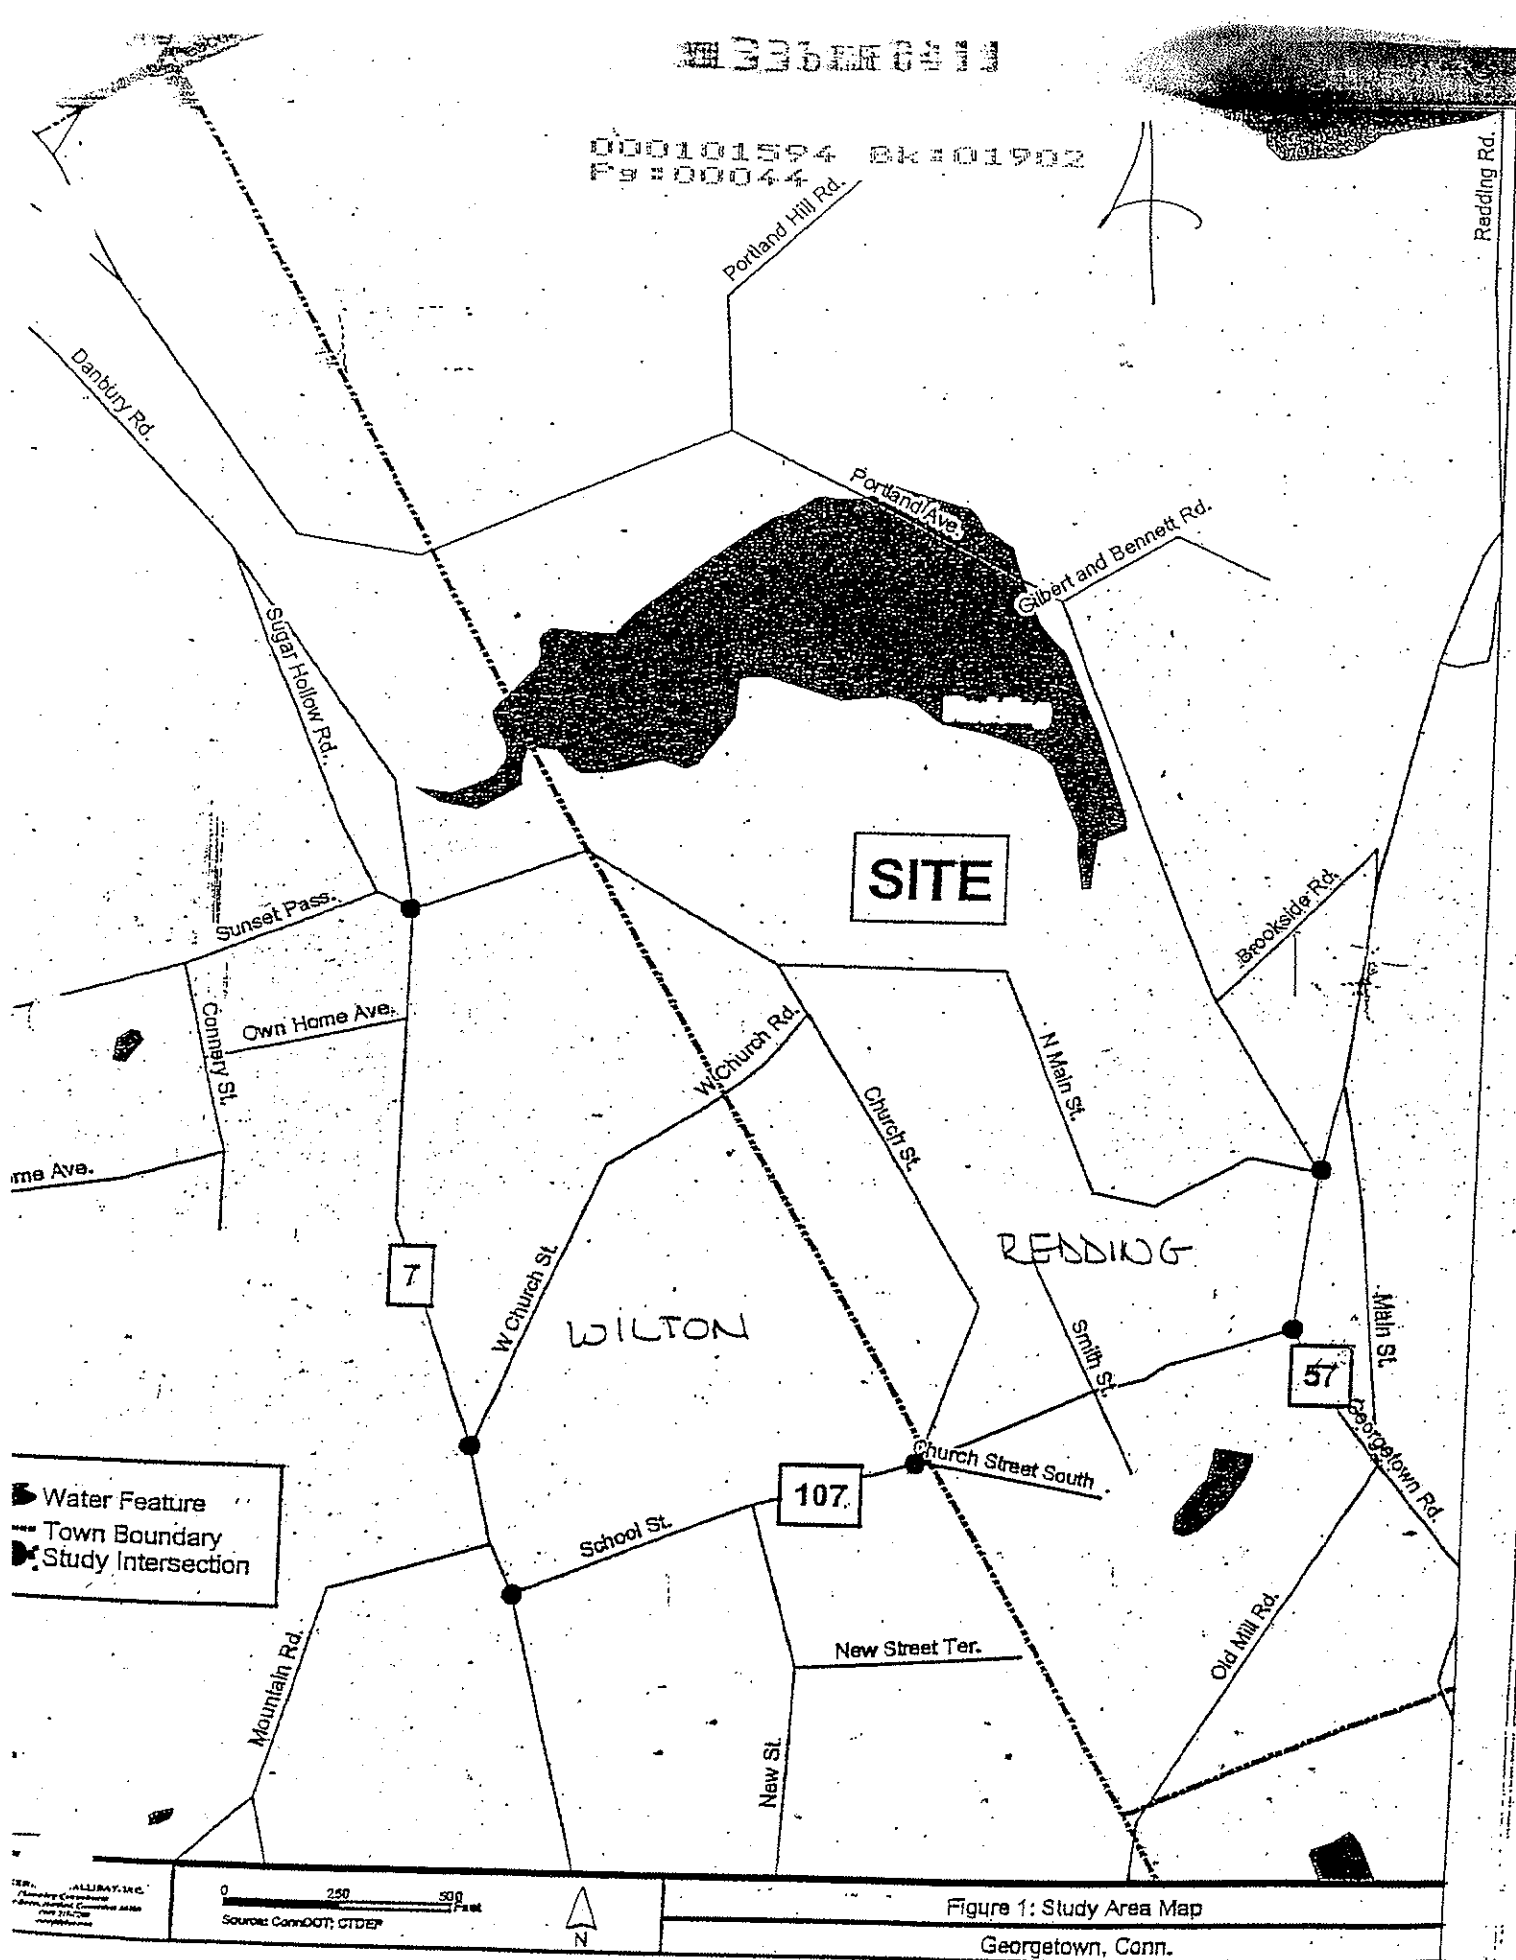 000101594 Bk:01902
Pg:00044
Portland Hill Rd.
Redding Rd.
Danbury Rd.
Portland Ave.
Gilbert and Bennett Rd.
Sugar Hollow Rd.
SITE
Sunset Pass.
Brookside Rd.
Connery St.
Own Home Ave.
W Church Rd.
N Main St.
Church St.
me Ave.
REDDING
7
W Church St.
WILTON
Smith St.
Main St.
57
Georgetown Rd.
Church Street South
107
School St.
Water Feature
Town Boundary
Study Intersection
Mountain Rd.
New Street Ter.
Old Mill Rd.
New St.
0 250 500
Feet
Source: ConnDOT; CTDEP
N
Figure 1: Study Area Map
Georgetown, Conn.